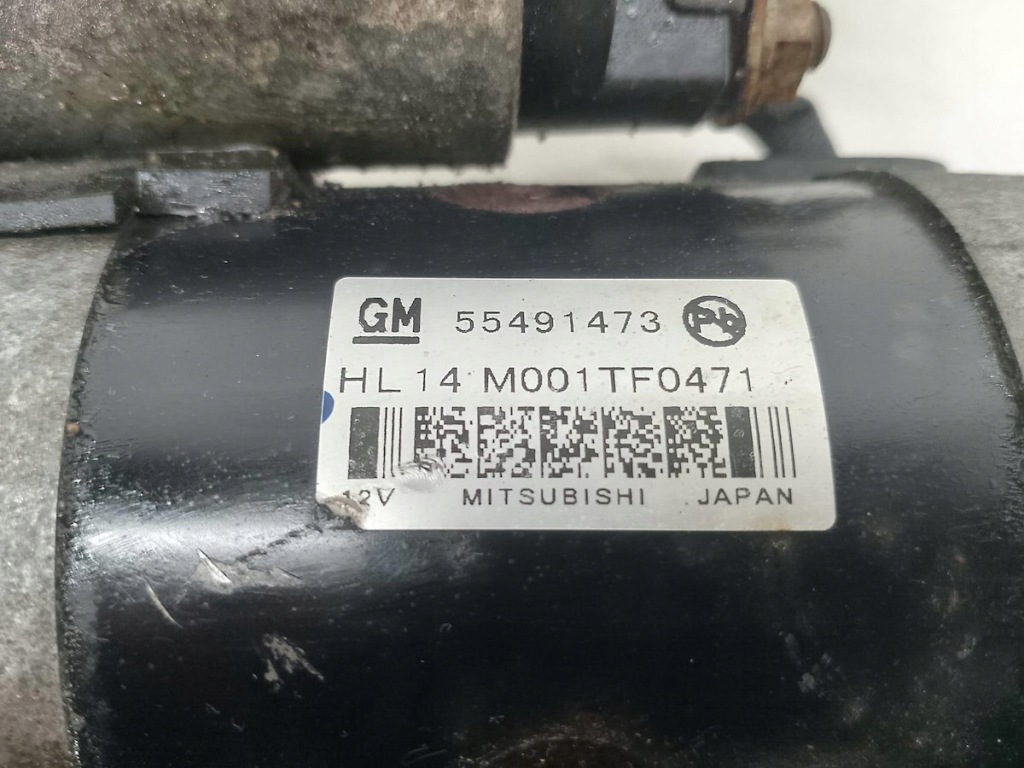 GM 55491473 Pb
HL 14 M001TF0471
12V MITSUBISHI JAPAN